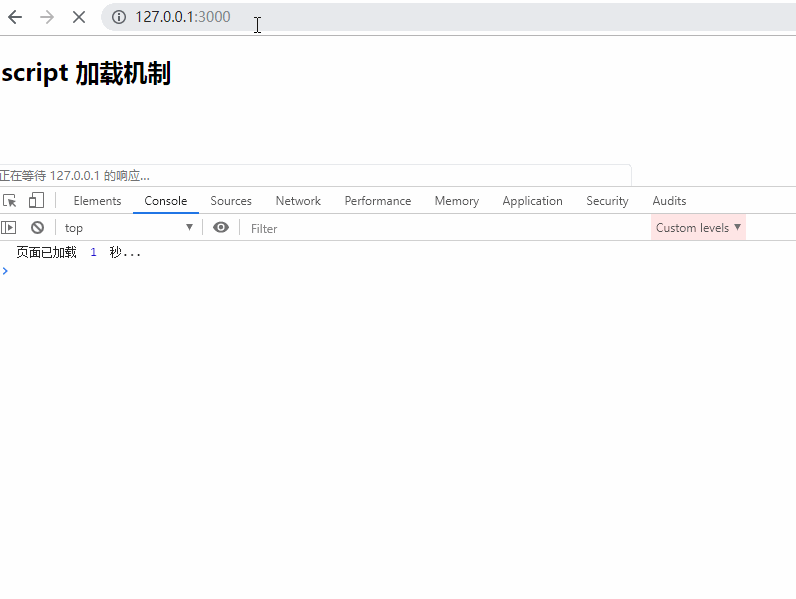 127.0.0.1:3000
script 加载机制
正在等待 127.0.0.1 的响应...
Elements Console Sources Network Performance Memory Application Security Audits
top Filter Custom levels
页面已加载 1 秒...